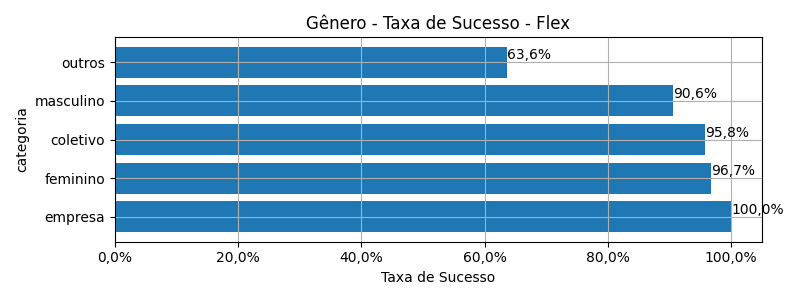 Gênero - Taxa de Sucesso - Flex
categoria
outros 63,6%
masculino 90,6%
coletivo 95,8%
feminino 96,7%
empresa 100,0%
0,0% 20,0% 40,0% 60,0% 80,0% 100,0%
Taxa de Sucesso